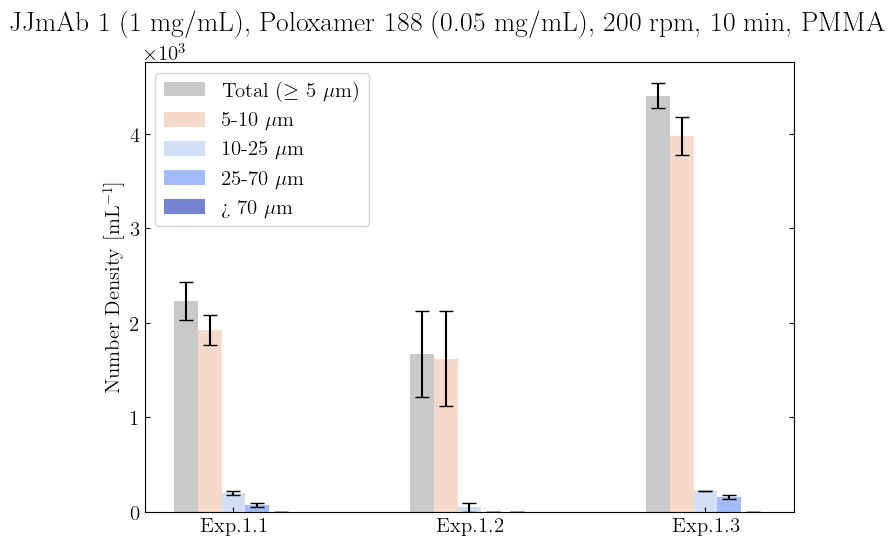 JJmAb 1 (1 mg/mL), Poloxamer 188 (0.05 mg/mL), 200 rpm, 10 min, PMMA
×10³
Total (≥ 5 μm)
5-10 μm
10-25 μm
25-70 μm
¿ 70 μm
Number Density [mL⁻¹]
4
3
2
1
0
Exp.1.1 Exp.1.2 Exp.1.3